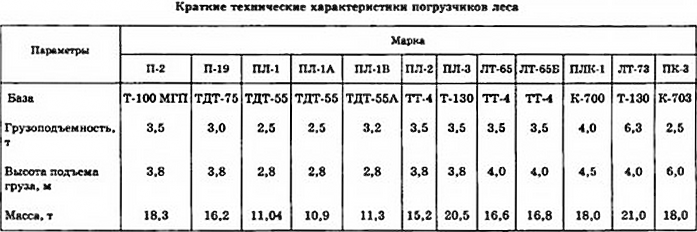 Краткие технические характеристики погрузчиков леса
Параметры Марка
П-2 П-19 ПЛ-1 ПЛ-1А ПЛ-1В ПЛ-2 ПЛ-3 ЛТ-65 ЛТ-65Б ПЛК-1 ЛТ-73 ПК-3
База Т-100 МГП ТДТ-75 ТДТ-55 ТДТ-55 ТДТ-55А ТТ-4 Т-130 ТТ-4 ТТ-4 К-700 Т-130 К-703
Грузоподъемность, т 3,5 3,0 2,5 2,5 3,2 3,5 3,5 3,5 3,5 4,0 6,3 2,5
Высота подъема груза, м 3,8 3,8 2,8 2,8 2,8 3,8 3,8 4,0 4,0 4,5 4,0 6,0
Масса, т 18,3 16,2 11,04 10,9 11,3 15,2 20,5 16,6 16,8 18,0 21,0 18,0